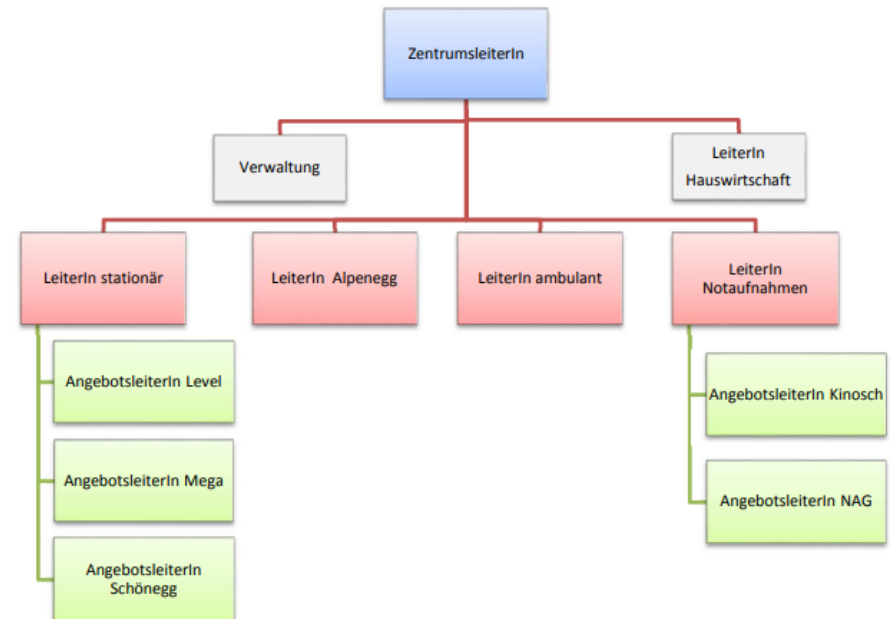 ZentrumsleiterIn
Verwaltung
LeiterIn
Hauswirtschaft
LeiterIn stationär
LeiterIn Alpenegg
LeiterIn ambulant
LeiterIn
Notaufnahmen
AngebotsleiterIn Level
AngebotsleiterIn Mega
AngebotsleiterIn
Schönegg
AngebotsleiterIn Kinosch
AngebotsleiterIn NAG